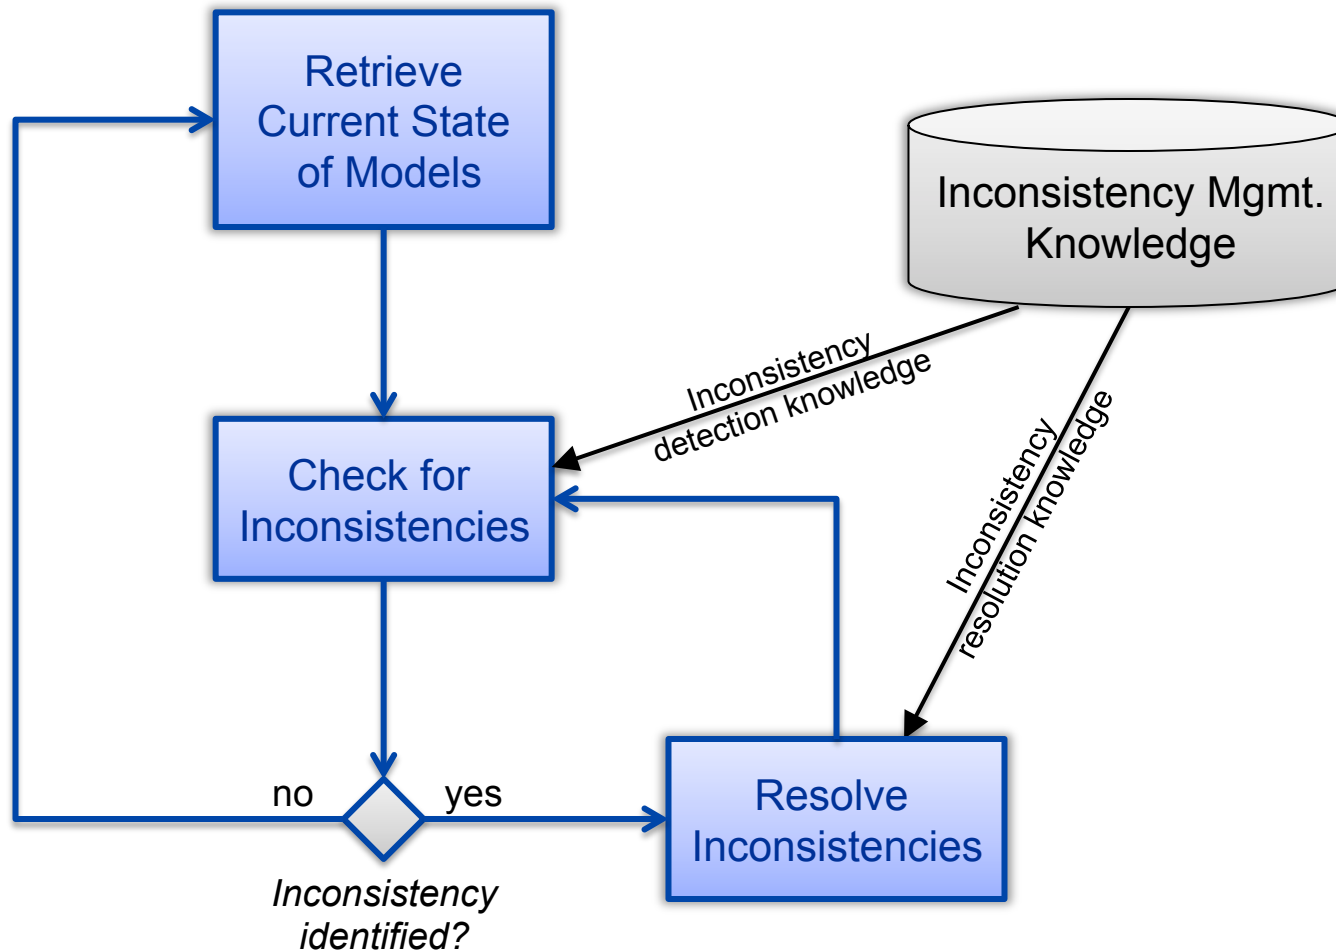 Retrieve
Current State
of Models
Inconsistency Mgmt.
Knowledge
Inconsistency
detection knowledge
Inconsistency
resolution knowledge
Check for
Inconsistencies
no
yes
Resolve
Inconsistencies
Inconsistency
identified?